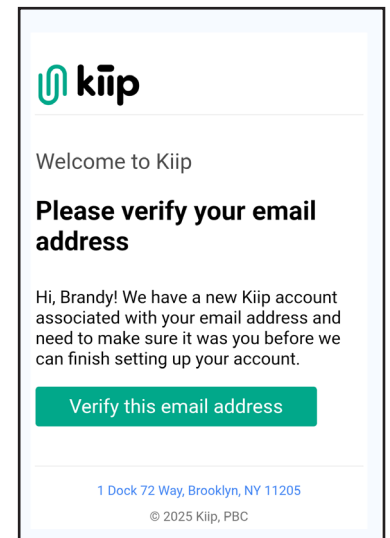 kiip
Welcome to Kiip
Please verify your email
address
Hi, Brandy! We have a new Kiip account
associated with your email address and
need to make sure it was you before we
can finish setting up your account.
Verify this email address
1 Dock 72 Way, Brooklyn, NY 11205
© 2025 Kiip, PBC